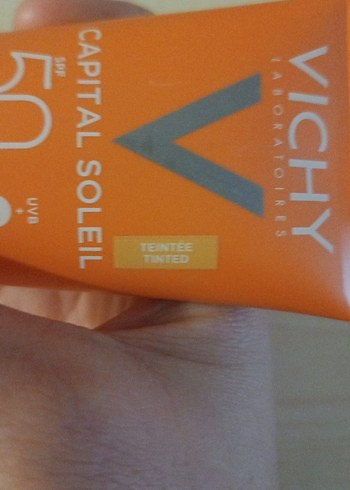 VICHY
LABORATOIRES
TEINTÉE
TINTED
CAPITAL SOLEIL
SPF
50
UVB
+